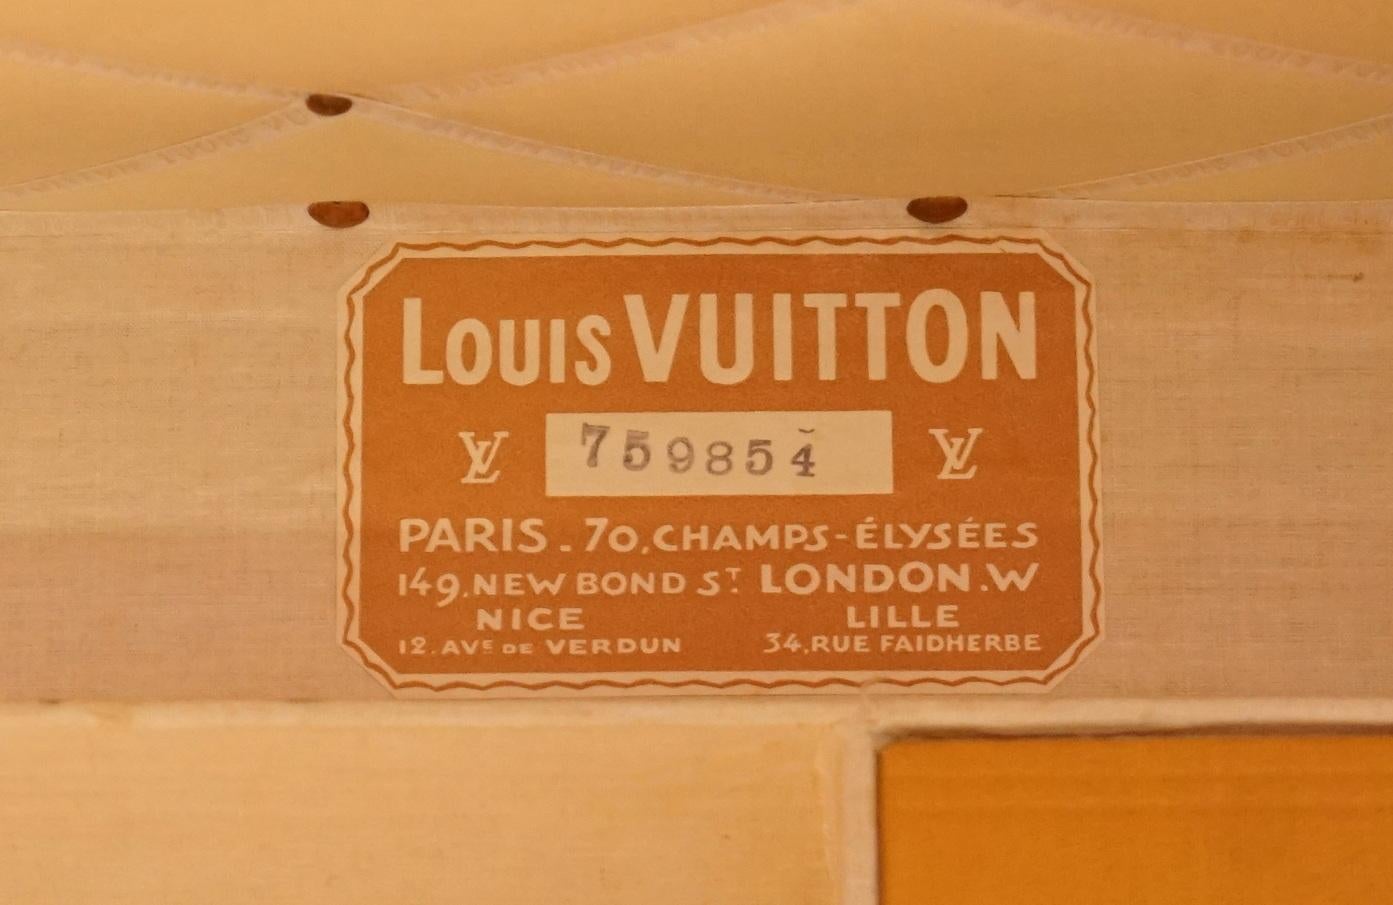 LOUIS VUITTON
LV 759854 LV
PARIS - 70, CHAMPS-ÉLYSÉES
149, NEW BOND ST LONDON.W
NICE LILLE
12. AVE DE VERDUN 34, RUE FAIDHERBE